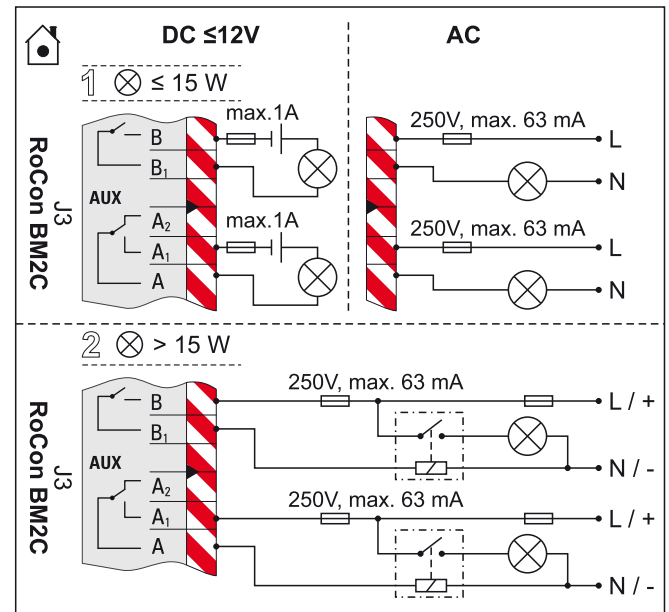 DC ≤12V
AC
1 ≤ 15 W
RoCon BM2C
J3
AUX
B
B₁
A₂
A₁
A
max.1A
max.1A
250V, max. 63 mA
L
N
250V, max. 63 mA
L
N
2 > 15 W
RoCon BM2C
J3
AUX
B
B₁
A₂
A₁
A
250V, max. 63 mA
L / +
N / -
250V, max. 63 mA
L / +
N / -